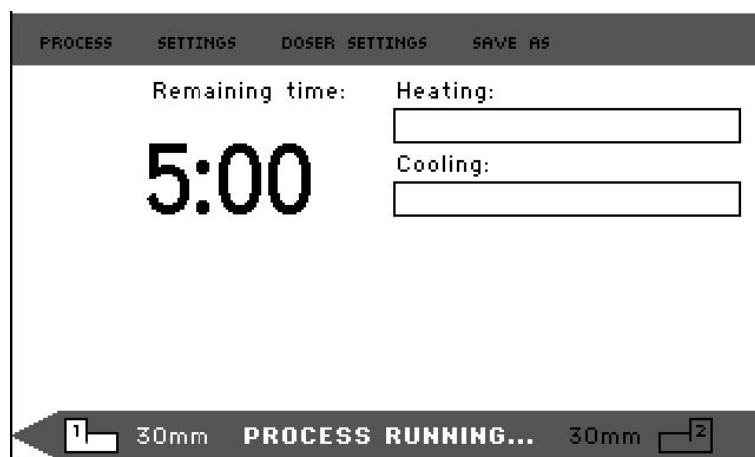 PROCESS SETTINGS DOSER SETTINGS SAVE AS
Remaining time: Heating:
5:00
Cooling:
1 30mm PROCESS RUNNING... 30mm 2